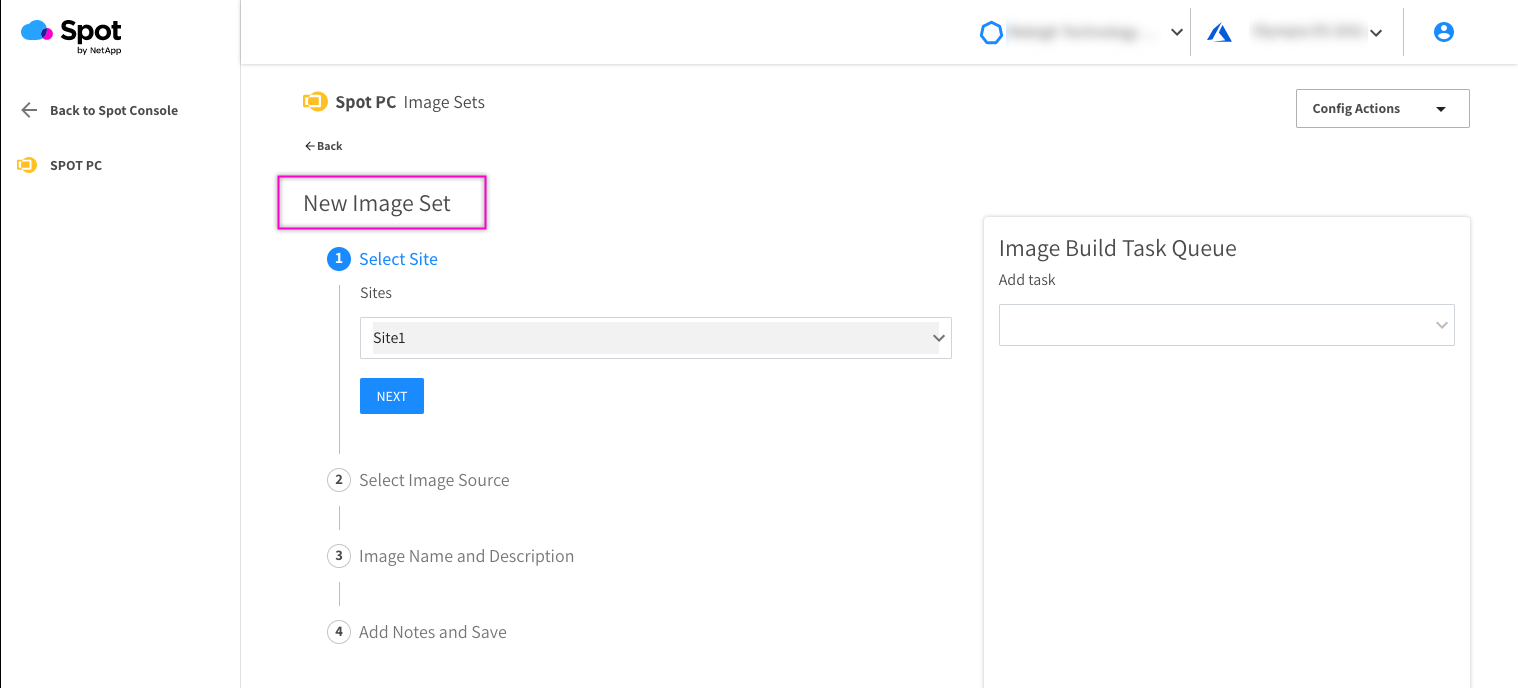 Spot
by NetApp
Back to Spot Console
SPOT PC
Spot PC Image Sets
Config Actions
Back
New Image Set
1 Select Site
Sites
Site1
NEXT
2 Select Image Source
3 Image Name and Description
4 Add Notes and Save
Image Build Task Queue
Add task